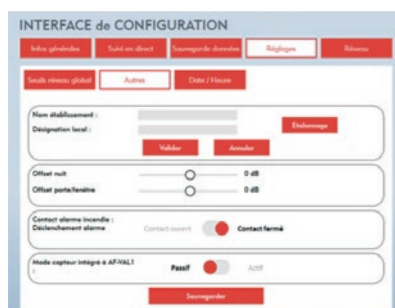 INTERFACE de CONFIGURATION
Infos générales Suivi en direct Sauvegarde données Réglages Réseau
Seuils niveau global Autres Date / Heure
Nom établissement :
Désignation local :
Etalonnage
Valider Annuler
Offset nuit 0 dB
Offset porte/fenêtre 0 dB
Contact alarme incendie :
Déclenchement alarme Contact ouvert Contact fermé
Mode capteur intégré à AF-VAL1
: Passif Actif
Sauvegarder